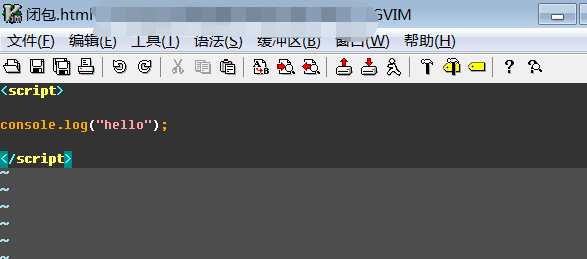 闭包.html GVIM
文件(F) 编辑(E) 工具(T) 语法(S) 缓冲区(B) 窗口(W) 帮助(H)
<script>
console.log("hello");
</script>
~
~
~
~
~